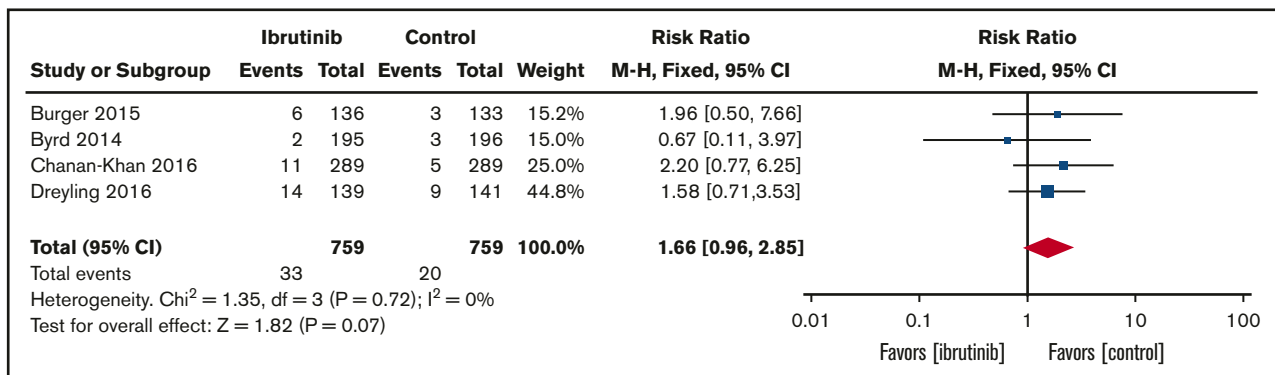 Ibrutinib Control Risk Ratio Risk Ratio
Study or Subgroup Events Total Events Total Weight M-H, Fixed, 95% CI M-H, Fixed, 95% CI
Burger 2015 6 136 3 133 15.2% 1.96 [0.50, 7.66]
Byrd 2014 2 195 3 196 15.0% 0.67 [0.11, 3.97]
Chanan-Khan 2016 11 289 5 289 25.0% 2.20 [0.77, 6.25]
Dreyling 2016 14 139 9 141 44.8% 1.58 [0.71,3.53]
Total (95% CI) 759 759 100.0% 1.66 [0.96, 2.85]
Total events 33 20
Heterogeneity. Chi² = 1.35, df = 3 (P = 0.72); I² = 0%
Test for overall effect: Z = 1.82 (P = 0.07)
0.01 0.1 1 10 100
Favors [ibrutinib] Favors [control]